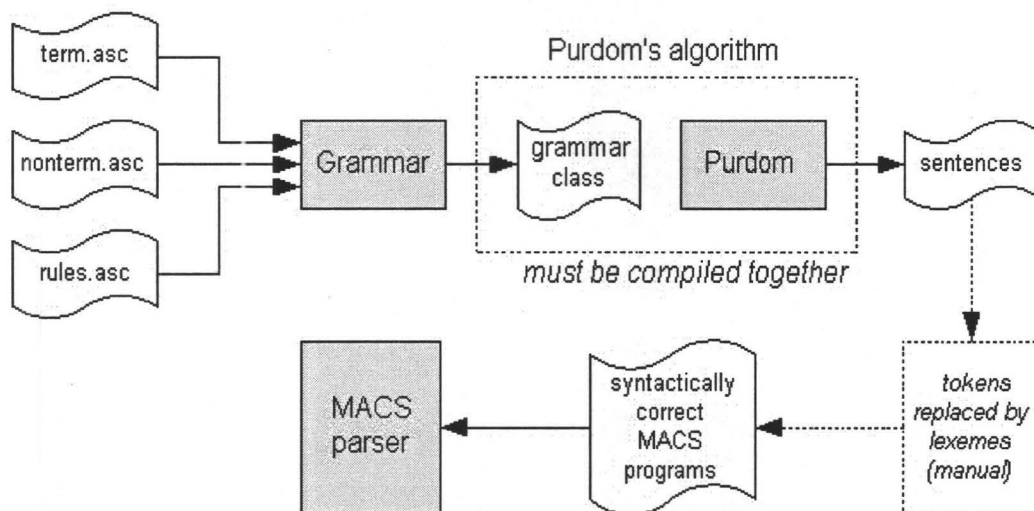 term.asc
nonterm.asc
rules.asc
Grammar
Purdom's algorithm
grammar
class
Purdom
must be compiled together
sentences
tokens
replaced by
lexemes
(manual)
syntactically
correct
MACS
programs
MACS
parser